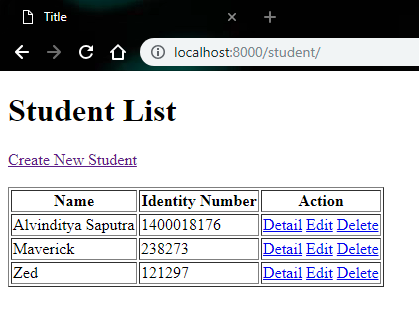 Title
localhost:8000/student/
Student List
Create New Student
Name Identity Number Action
Alvinditya Saputra 1400018176 Detail Edit Delete
Maverick 238273 Detail Edit Delete
Zed 121297 Detail Edit Delete